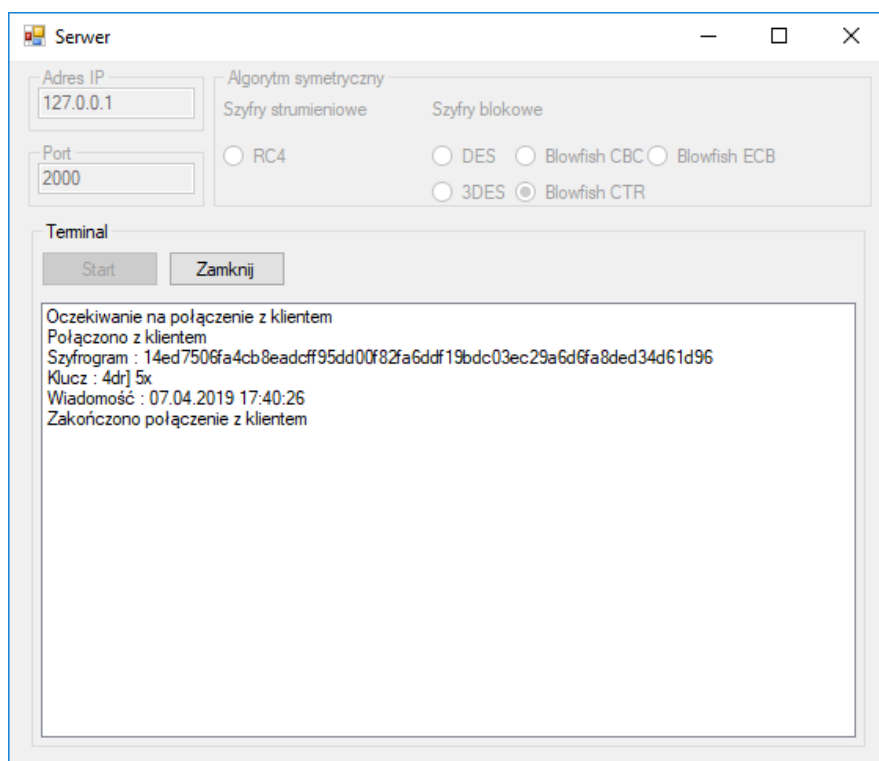 Serwer
Adres IP
127.0.0.1
Port
2000
Algorytm symetryczny
Szyfry strumieniowe
Szyfry blokowe
RC4
DES
Blowfish CBC
Blowfish ECB
3DES
Blowfish CTR
Terminal
Start
Zamknij
Oczekiwanie na połączenie z klientem
Połączono z klientem
Szyfrogram : 14ed7506fa4cb8eadcff95dd00f82fa6ddf19bdc03ec29a6d6fa8ded34d61d96
Klucz : 4dr] 5x
Wiadomość : 07.04.2019 17:40:26
Zakończono połączenie z klientem